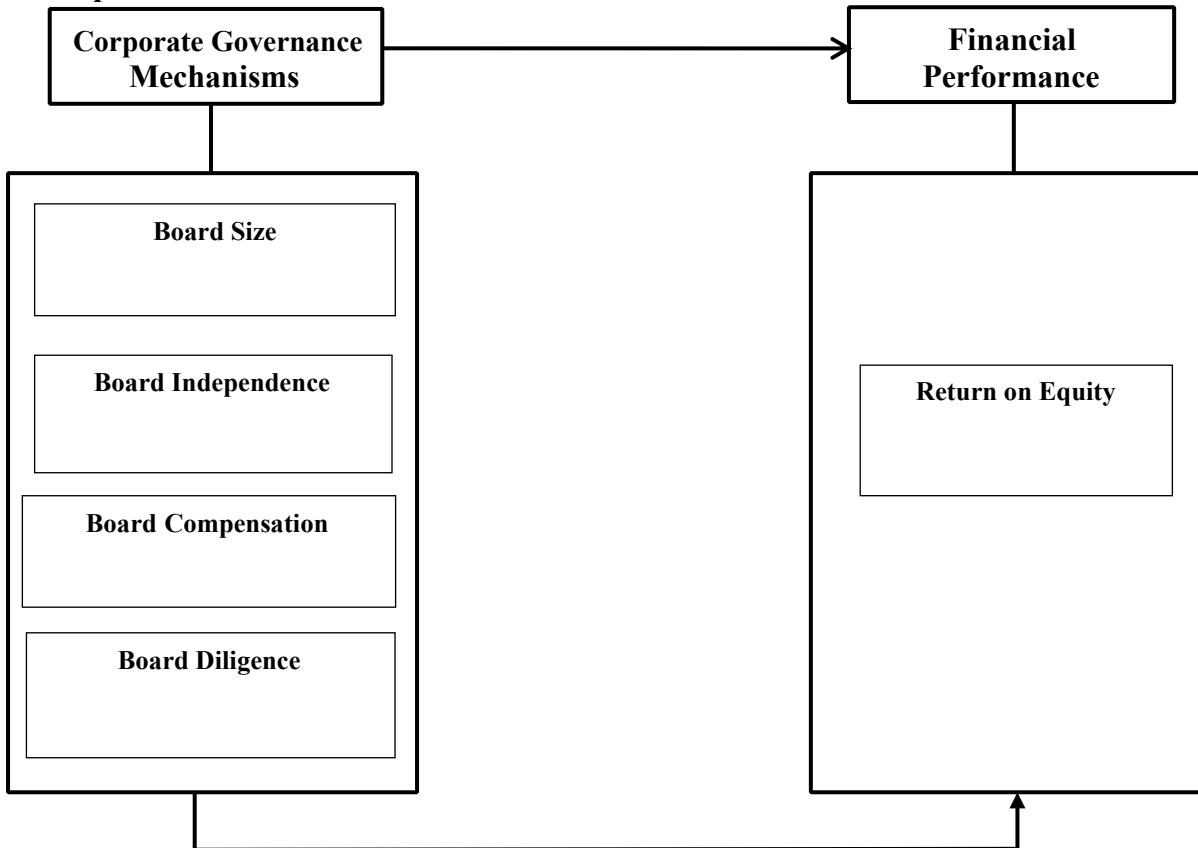 Corporate Governance
Mechanisms
Financial
Performance
Board Size
Board Independence
Return on Equity
Board Compensation
Board Diligence